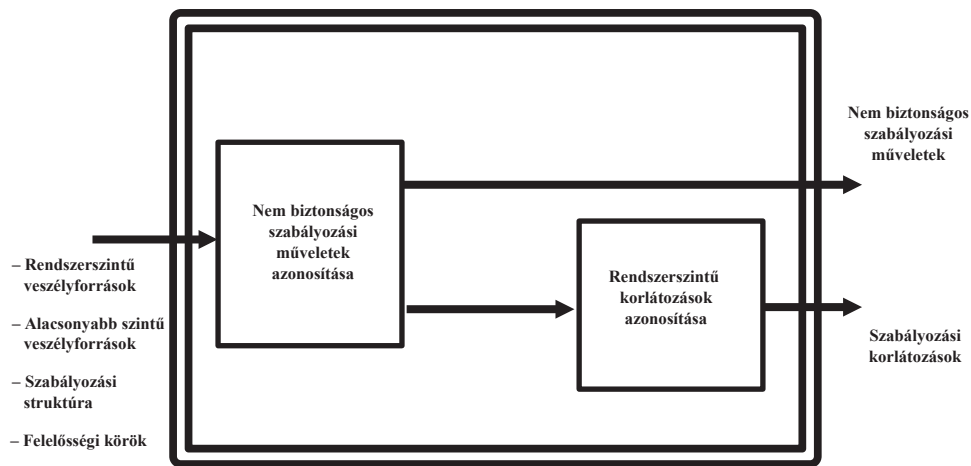 – Rendszerszintű
veszélyforrások
– Alacsonyabb szintű
veszélyforrások
– Szabályozási
struktúra
– Felelősségi körök
Nem biztonságos
szabályozási
műveletek
azonosítása
Rendszerszintű
korlátozások
azonosítása
Nem biztonságos
szabályozási
műveletek
Szabályozási
korlátozások